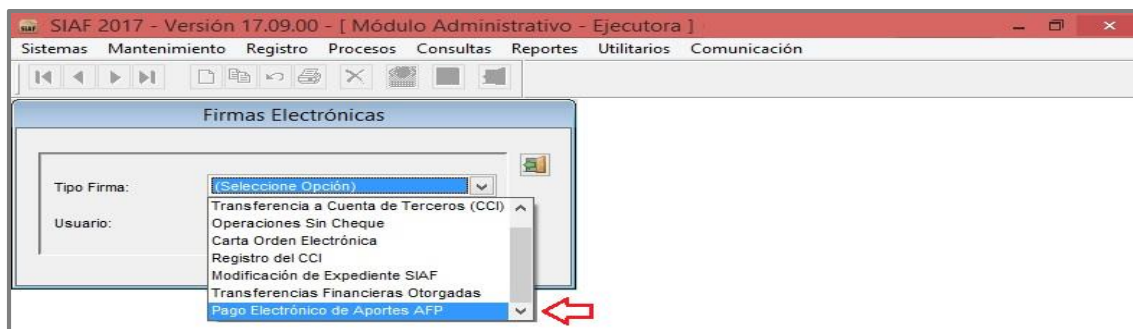 SIAF 2017 - Versión 17.09.00 - [ Módulo Administrativo - Ejecutora ]
Sistemas Mantenimiento Registro Procesos Consultas Reportes Utilitarios Comunicación
Firmas Electrónicas
Tipo Firma: (Seleccione Opción)
Transferencia a Cuenta de Terceros (CCI)
Usuario: Operaciones Sin Cheque
Carta Orden Electrónica
Registro del CCI
Modificación de Expediente SIAF
Transferencias Financieras Otorgadas
Pago Electrónico de Aportes AFP